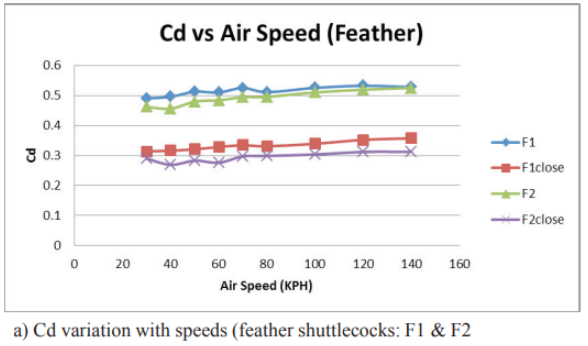 Cd vs Air Speed (Feather)
0.6
0.5
0.4
0.3
0.2
0.1
0
Cd
0 20 40 60 80 100 120 140 160
Air Speed (KPH)
F1
F1close
F2
F2close
a) Cd variation with speeds (feather shuttlecocks: F1 & F2